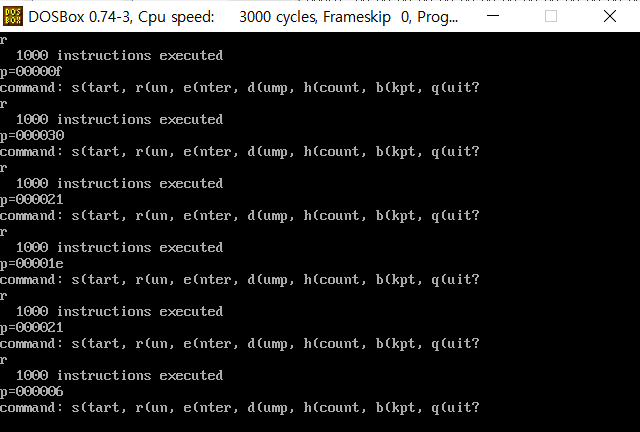 DOS BOX DOSBox 0.74-3, Cpu speed: 3000 cycles, Frameskip 0, Prog...
r
1000 instructions executed
p=00000f
command: s(tart, r(un, e(nter, d(ump, h(count, b(kpt, q(uit?
r
1000 instructions executed
p=000030
command: s(tart, r(un, e(nter, d(ump, h(count, b(kpt, q(uit?
r
1000 instructions executed
p=000021
command: s(tart, r(un, e(nter, d(ump, h(count, b(kpt, q(uit?
r
1000 instructions executed
p=00001e
command: s(tart, r(un, e(nter, d(ump, h(count, b(kpt, q(uit?
r
1000 instructions executed
p=000021
command: s(tart, r(un, e(nter, d(ump, h(count, b(kpt, q(uit?
r
1000 instructions executed
p=000006
command: s(tart, r(un, e(nter, d(ump, h(count, b(kpt, q(uit?